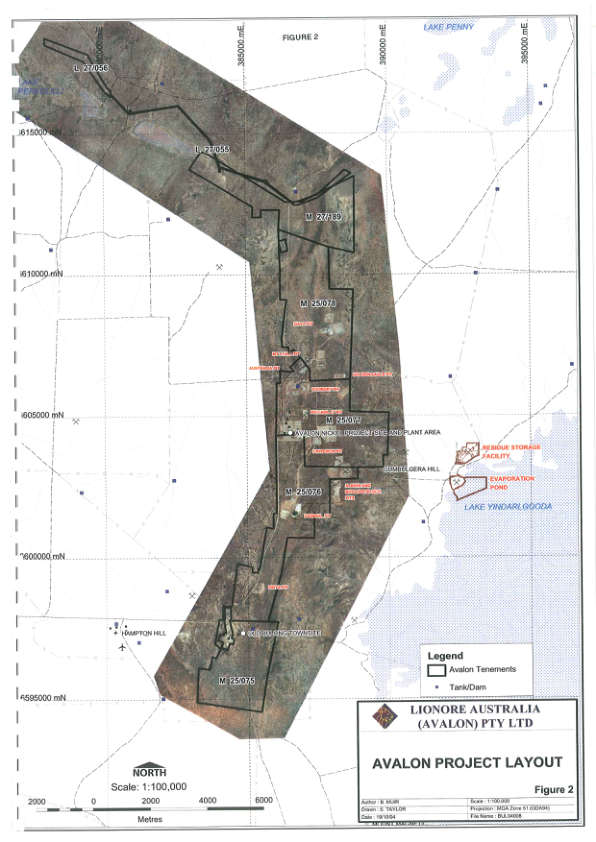 FIGURE 2
LAKE PENNY
385000 mE
390000 mE
395000 mE
L 27/056
6615000 mN
L 27/055
M 27/189
6610000 mN
M 25/078
M 25/077
6605000 mN
AVALON NICKEL PROJECT SITE AND PLANT AREA
RESIDUE STORAGE
FACILITY
GUMBULGERA HILL
EVAPORATION
POND
M 25/076
LAKE YINDARLGOODA
6600000 mN
HAMPTON HILL
OLD BULONG TOWNSITE
M 25/075
6595000 mN
Legend
Avalon Tenements
Tank/Dam
LIONORE AUSTRALIA
(AVALON) PTY LTD
AVALON PROJECT LAYOUT
Figure 2
NORTH
Scale: 1:100,000
2000 0 2000 4000 6000
Metres
Author : B. MUIR
Scale : 1:100,000
Drawn : S. TAYLOR
Projection : MGA Zone 51 (GDA94)
Date : 19/10/04
File Name : BUL04008